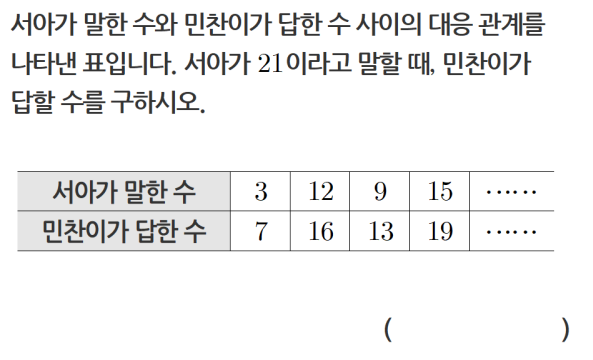 서아가 말한 수와 민찬이가 답한 수 사이의 대응 관계를
나타낸 표입니다. 서아가 21이라고 말할 때, 민찬이가
답할 수를 구하시오.
서아가 말한 수 3 12 9 15 ······
민찬이가 답한 수 7 16 13 19 ······
( )